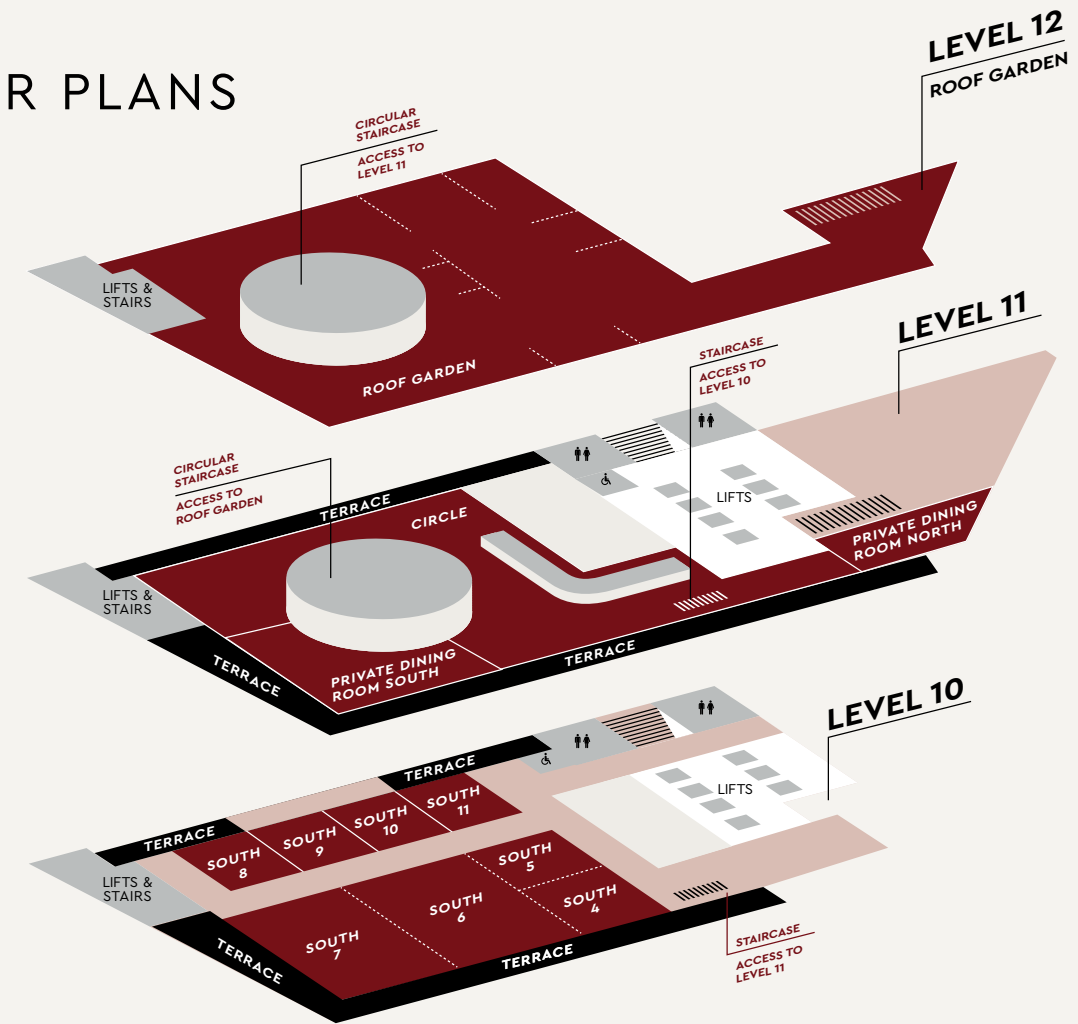 R PLANS
LEVEL 12
ROOF GARDEN
CIRCULAR
STAIRCASE
ACCESS TO
LEVEL 11
LIFTS &
STAIRS
ROOF GARDEN
LEVEL 11
STAIRCASE
ACCESS TO
LEVEL 10
CIRCULAR
STAIRCASE
ACCESS TO
ROOF GARDEN
TERRACE
CIRCLE
LIFTS
PRIVATE DINING
ROOM NORTH
LIFTS &
STAIRS
TERRACE
PRIVATE DINING
ROOM SOUTH
TERRACE
LEVEL 10
TERRACE
TERRACE
LIFTS
SOUTH
11
SOUTH
10
SOUTH
9
SOUTH
8
LIFTS &
STAIRS
SOUTH
5
SOUTH
4
SOUTH
6
SOUTH
7
TERRACE
TERRACE
STAIRCASE
ACCESS TO
LEVEL 11